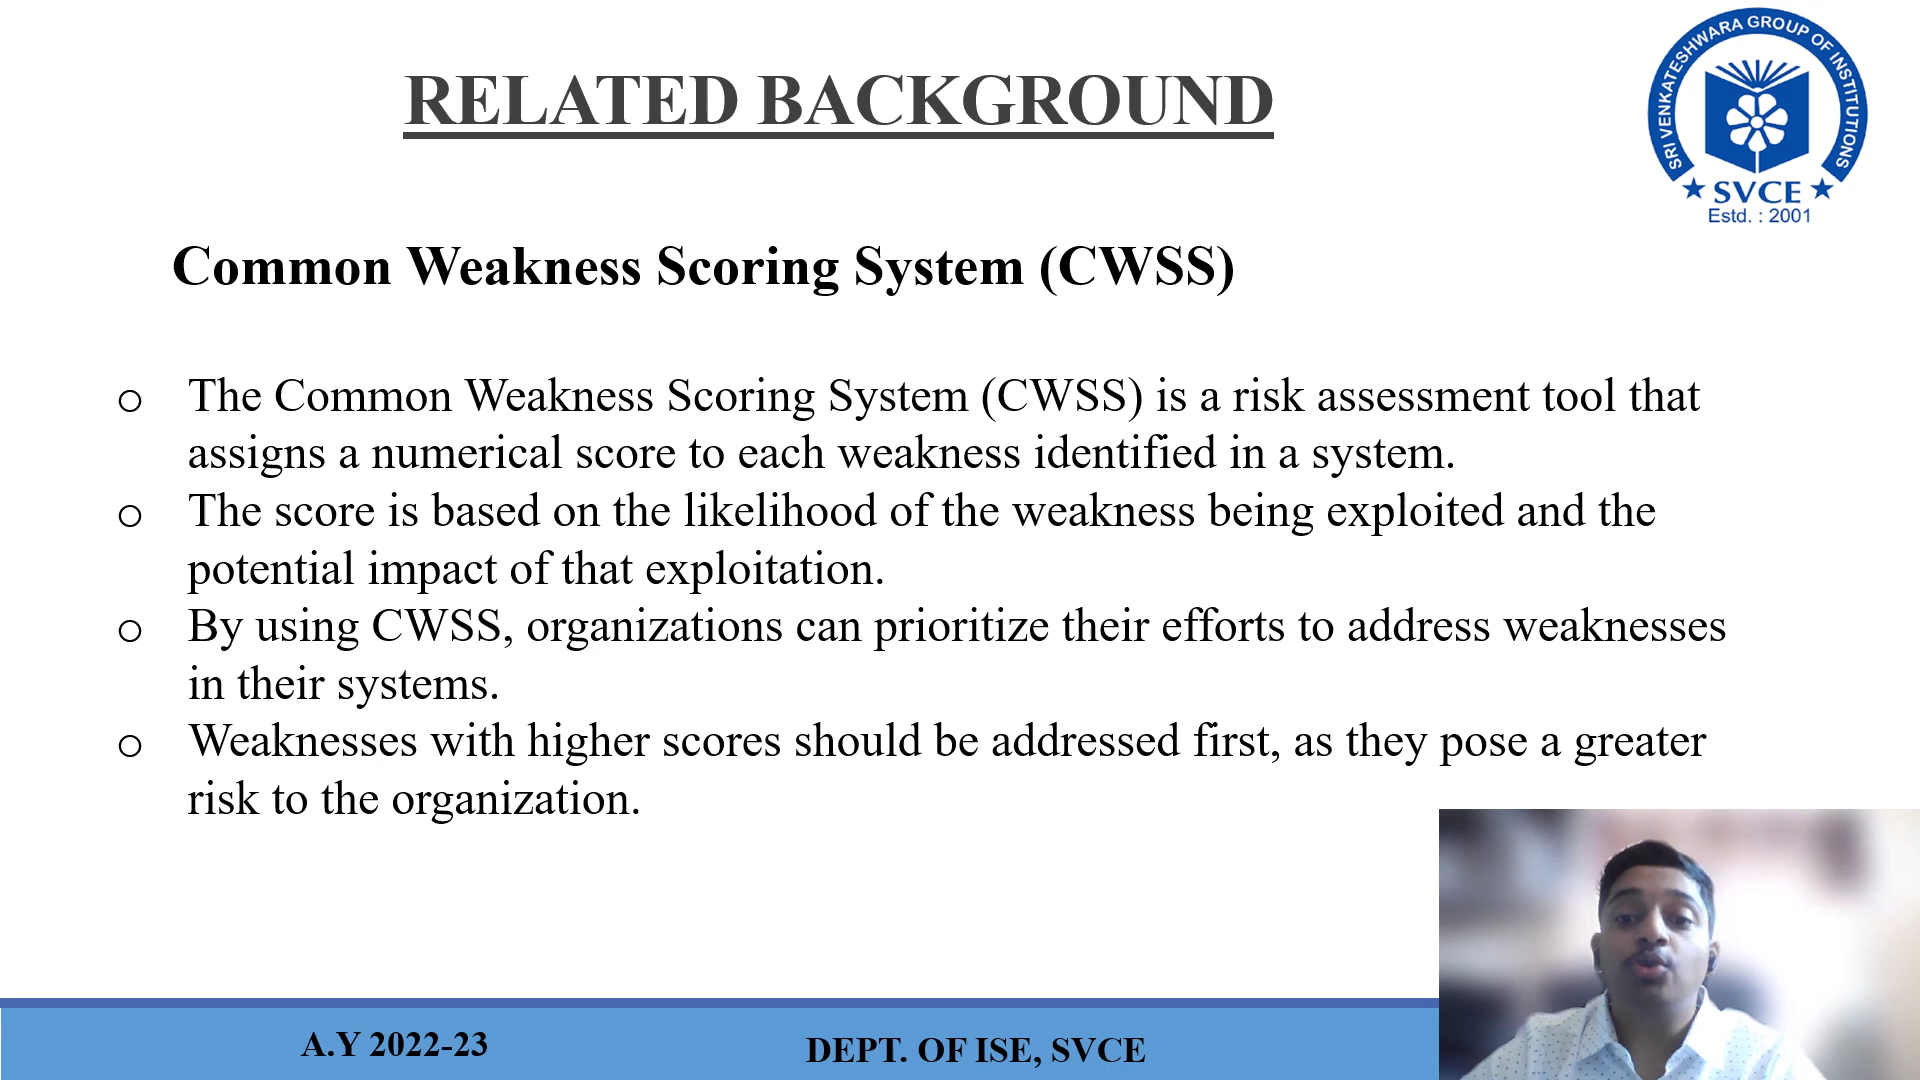 RELATED BACKGROUND
SRI VENKATESHWARA GROUP OF INSTITUTIONS
SVCE
Estd. : 2001
Common Weakness Scoring System (CWSS)
o The Common Weakness Scoring System (CWSS) is a risk assessment tool that
assigns a numerical score to each weakness identified in a system.
o The score is based on the likelihood of the weakness being exploited and the
potential impact of that exploitation.
o By using CWSS, organizations can prioritize their efforts to address weaknesses
in their systems.
o Weaknesses with higher scores should be addressed first, as they pose a greater
risk to the organization.
A.Y 2022-23
DEPT. OF ISE, SVCE